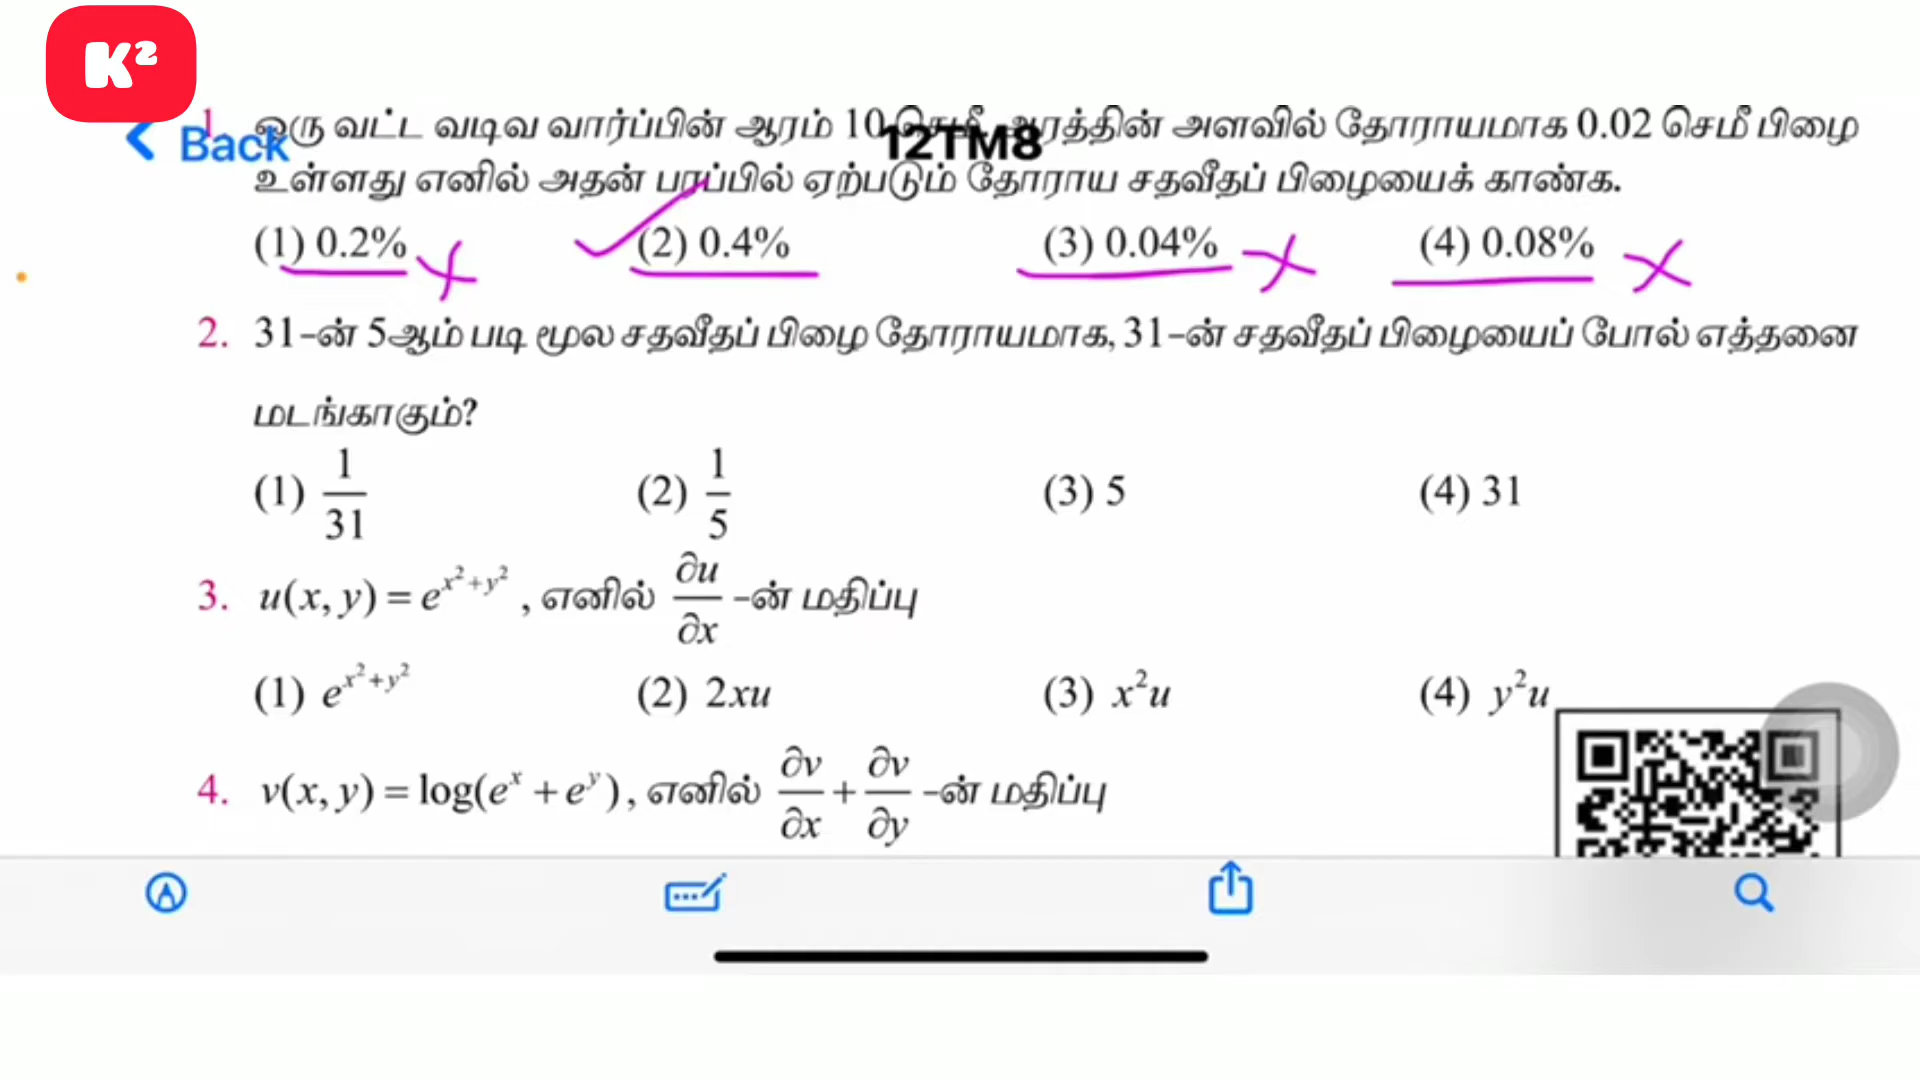 K²
Back
12TM8
1. ஒரு வட்ட வடிவ வார்ப்பின் ஆரம் 10 செமீ. ஆரத்தின் அளவில் தோராயமாக 0.02 செமீ பிழை
உள்ளது எனில் அதன் பரப்பில் ஏற்படும் தோராய சதவீதப் பிழையைக் காண்க.
(1) 0.2% (2) 0.4% (3) 0.04% (4) 0.08%
2. 31-ன் 5ஆம் படி மூல சதவீதப் பிழை தோராயமாக, 31-ன் சதவீதப் பிழையைப் போல் எத்தனை
மடங்காகும்?
(1) 1/31 (2) 1/5 (3) 5 (4) 31
3. u(x, y) = e^{x²+y²}, எனில் ∂u/∂x -ன் மதிப்பு
(1) e^{x²+y²} (2) 2xu (3) x²u (4) y²u
4. v(x, y) = log(e^x + e^y), எனில் ∂v/∂x + ∂v/∂y -ன் மதிப்பு